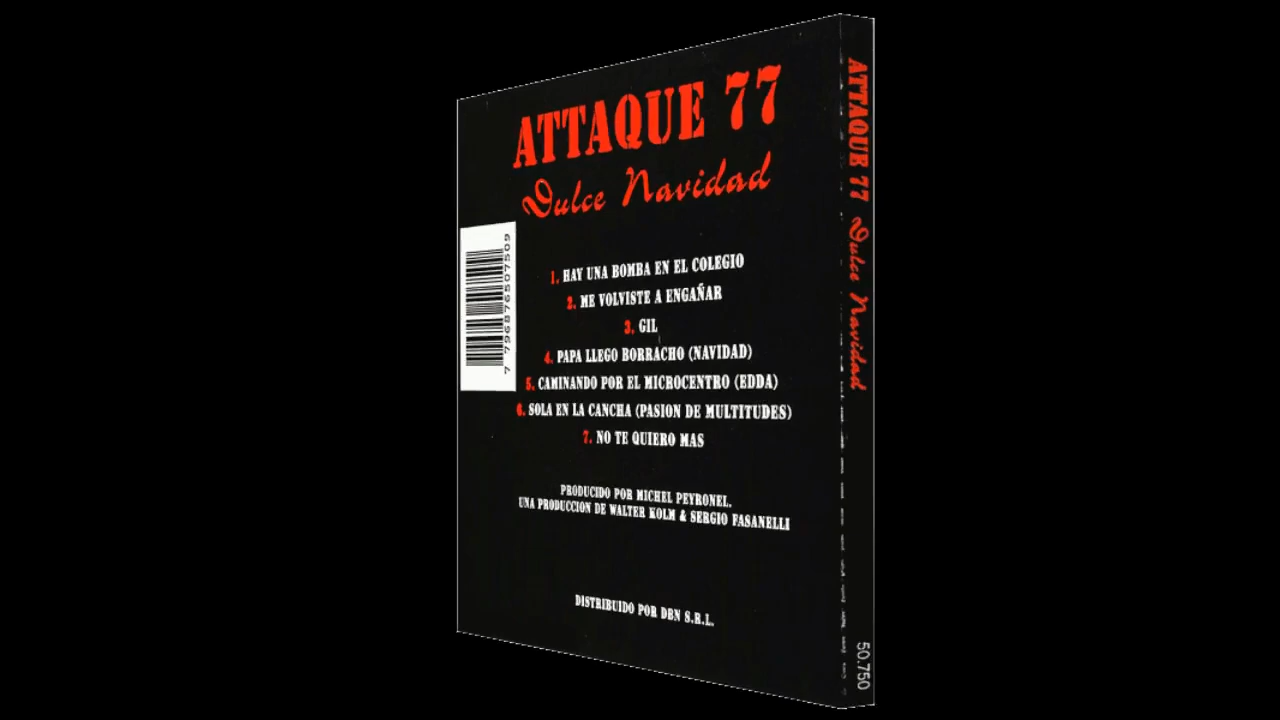 ATTAQUE 77
Dulce Navidad
1. HAY UNA BOMBA EN EL COLEGIO
2. ME VOLVISTE A ENGAÑAR
3. GIL
4. PAPA LLEGO BORRACHO (NAVIDAD)
5. CAMINANDO POR EL MICROCENTRO (EDDA)
6. SOLA EN LA CANCHA (PASION DE MULTITUDES)
7. NO TE QUIERO MAS
PRODUCIDO POR MICHEL PEYRONEL.
UNA PRODUCCION DE WALTER KOLM & SERGIO FASANELLI
DISTRIBUIDO POR DBN S.R.L.
7 796876507509
ATTAQUE 77 Dulce Navidad 50.750